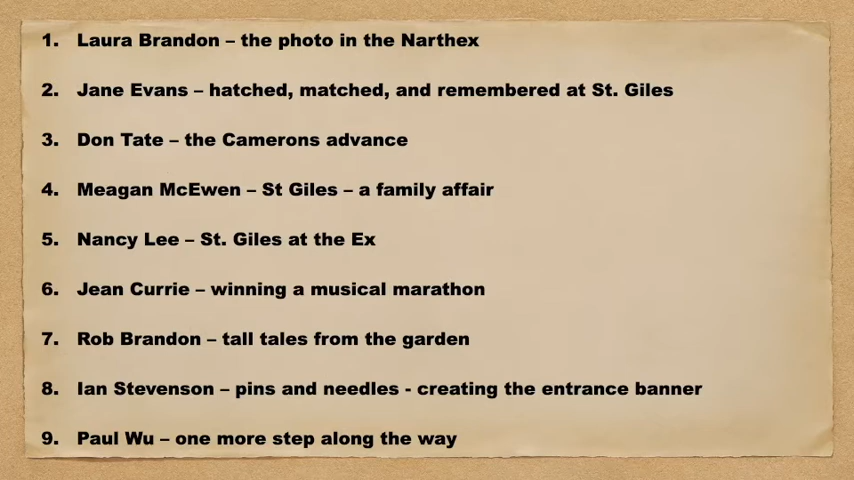 1. Laura Brandon – the photo in the Narthex
2. Jane Evans – hatched, matched, and remembered at St. Giles
3. Don Tate – the Camerons advance
4. Meagan McEwen – St Giles – a family affair
5. Nancy Lee – St. Giles at the Ex
6. Jean Currie – winning a musical marathon
7. Rob Brandon – tall tales from the garden
8. Ian Stevenson – pins and needles - creating the entrance banner
9. Paul Wu – one more step along the way